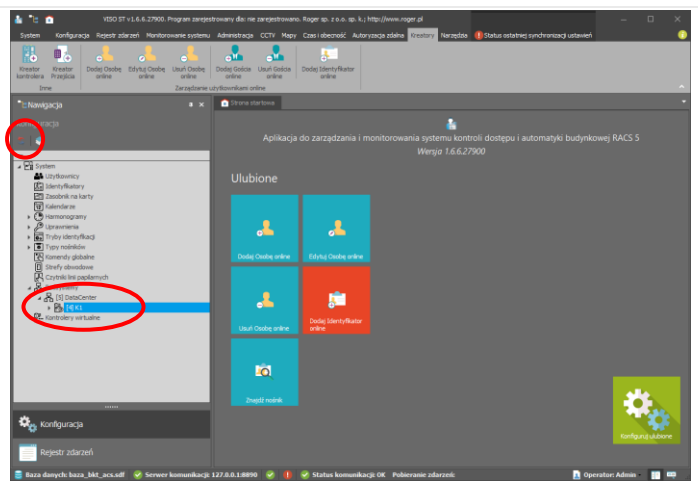 VISO ST v1.6.6.27900. Program zarejestrowany dla: nie zarejestrowano. Roger sp. z o.o. sp. k.; http://www.roger.pl
System Konfiguracja Rejestr zdarzeń Monitorowanie systemu Administracja CCTV Mapy Czas i obecność Autoryzacja zdalna Kreatory Narzędzia Status ostatniej synchronizacji ustawień
Kreator kontrolera
Kreator Przejścia
Dodaj Osobę online
Edytuj Osobę online
Usuń Osobę online
Dodaj Gościa online
Usuń Gościa online
Dodaj Identyfikator online
Inne
Zarządzanie użytkownikami online
Nawigacja
Strona startowa
Aplikacja do zarządzania i monitorowania systemu kontroli dostępu i automatyki budynkowej RACS 5
Wersja 1.6.6.27900
System
Użytkownicy
Identyfikatory
Zasobnik na karty
Kalendarze
Harmonogramy
Uprawnienia
Tryby identyfikacji
Typy nośników
Komendy globalne
Strefy obwodowe
Czytniki linii papilarnych
[5] DataCenter
[4] K1
Kontrolery wirtualne
Ulubione
Dodaj Osobę online
Edytuj Osobę online
Usuń Osobę online
Dodaj Identyfikator online
Znajdź nośnik
Konfiguruj ulubione
Konfiguracja
Rejestr zdarzeń
Baza danych: baza_bkt_acs.sdf Serwer komunikacji: 127.0.0.1:8890 Status komunikacji: OK Pobieranie zdarzeń: Operator: Admin